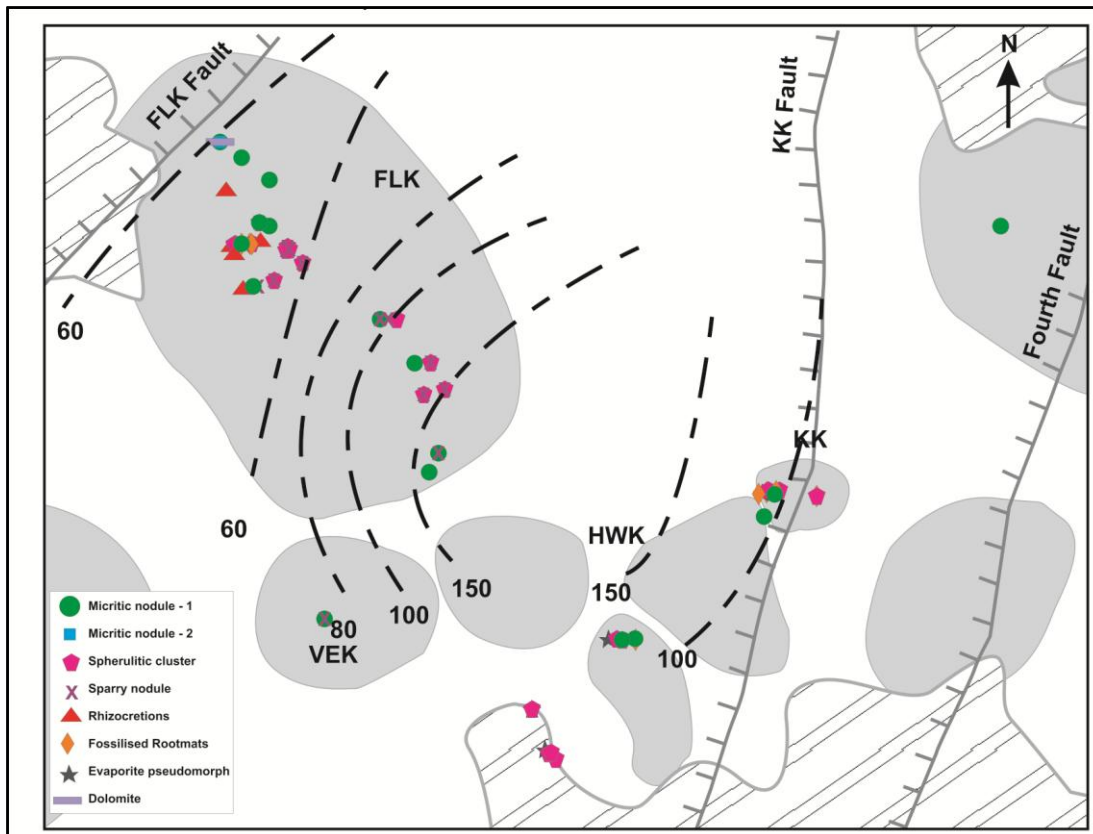 N
FLK Fault
KK Fault
FLK
Fourth Fault
60
KK
60
HWK
150
150
100
80
VEK
100
Micritic nodule - 1
Micritic nodule - 2
Spherulitic cluster
Sparry nodule
Rhizocretions
Fossilised Rootmats
Evaporite pseudomorph
Dolomite